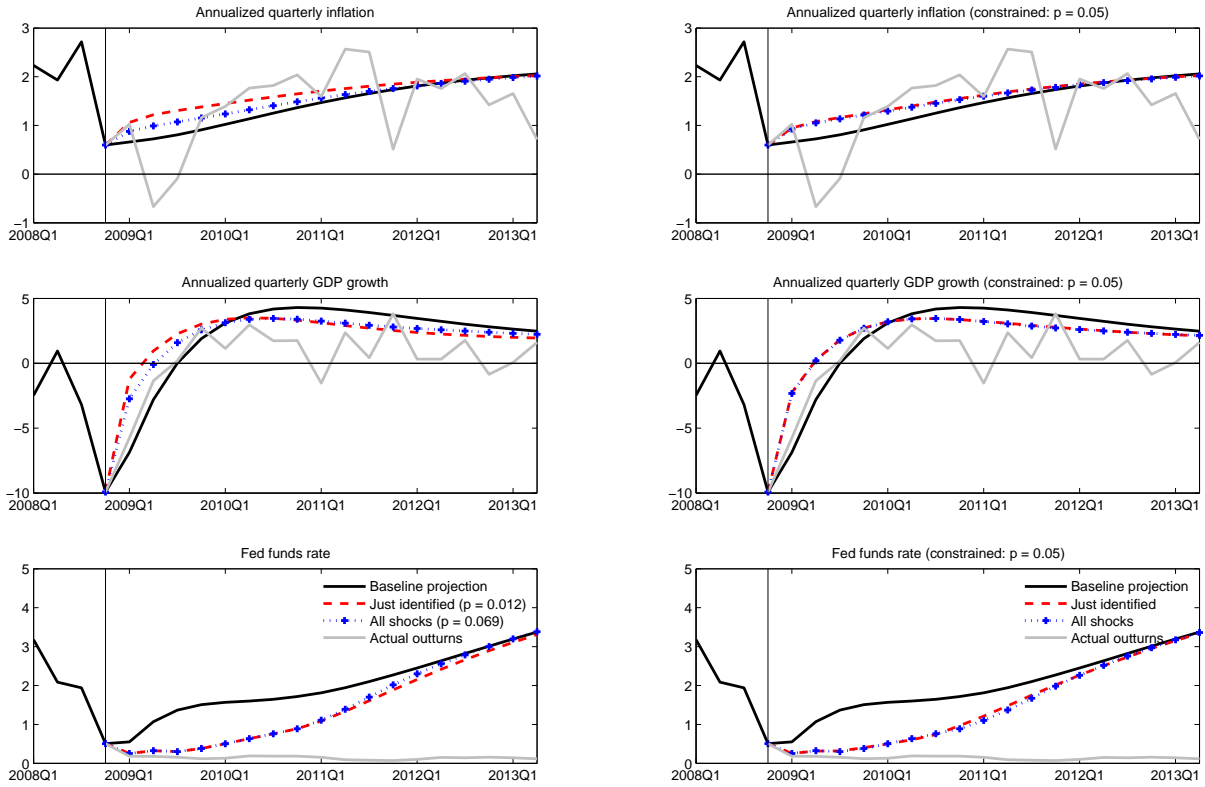 Annualized quarterly inflation
3
2
1
0
−1
2008Q1 2009Q1 2010Q1 2011Q1 2012Q1 2013Q1
Annualized quarterly inflation (constrained: p = 0.05)
3
2
1
0
−1
2008Q1 2009Q1 2010Q1 2011Q1 2012Q1 2013Q1
Annualized quarterly GDP growth
5
0
−5
−10
2008Q1 2009Q1 2010Q1 2011Q1 2012Q1 2013Q1
Annualized quarterly GDP growth (constrained: p = 0.05)
5
0
−5
−10
2008Q1 2009Q1 2010Q1 2011Q1 2012Q1 2013Q1
Fed funds rate
5
4
3
2
1
0
Baseline projection
Just identified (p = 0.012)
All shocks (p = 0.069)
Actual outturns
2008Q1 2009Q1 2010Q1 2011Q1 2012Q1 2013Q1
Fed funds rate (constrained: p = 0.05)
5
4
3
2
1
0
Baseline projection
Just identified
All shocks
Actual outturns
2008Q1 2009Q1 2010Q1 2011Q1 2012Q1 2013Q1